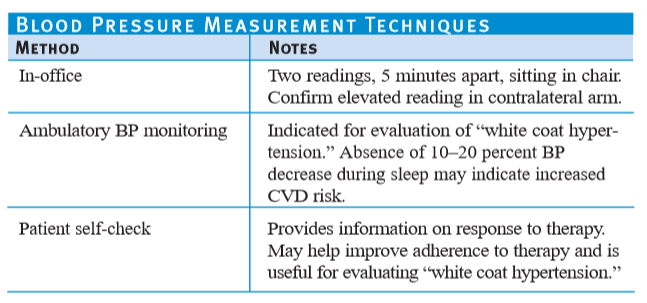 BLOOD PRESSURE MEASUREMENT TECHNIQUES
METHOD NOTES
In-office Two readings, 5 minutes apart, sitting in chair.
Confirm elevated reading in contralateral arm.
Ambulatory BP monitoring Indicated for evaluation of “white coat hyper-
tension.” Absence of 10–20 percent BP
decrease during sleep may indicate increased
CVD risk.
Patient self-check Provides information on response to therapy.
May help improve adherence to therapy and is
useful for evaluating “white coat hypertension.”